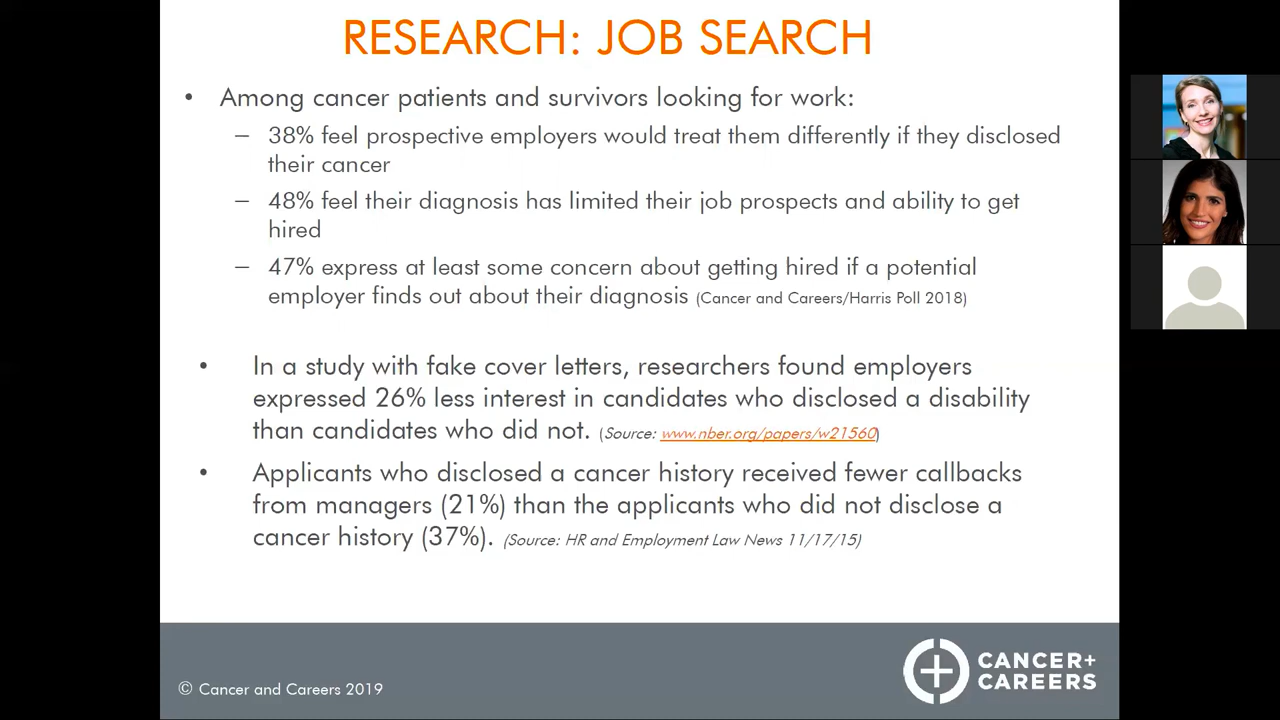 RESEARCH: JOB SEARCH
• Among cancer patients and survivors looking for work:
– 38% feel prospective employers would treat them differently if they disclosed
their cancer
– 48% feel their diagnosis has limited their job prospects and ability to get
hired
– 47% express at least some concern about getting hired if a potential
employer finds out about their diagnosis (Cancer and Careers/Harris Poll 2018)
• In a study with fake cover letters, researchers found employers
expressed 26% less interest in candidates who disclosed a disability
than candidates who did not. (Source: www.nber.org/papers/w21560)
• Applicants who disclosed a cancer history received fewer callbacks
from managers (21%) than the applicants who did not disclose a
cancer history (37%). (Source: HR and Employment Law News 11/17/15)
© Cancer and Careers 2019
CANCER+
CAREERS